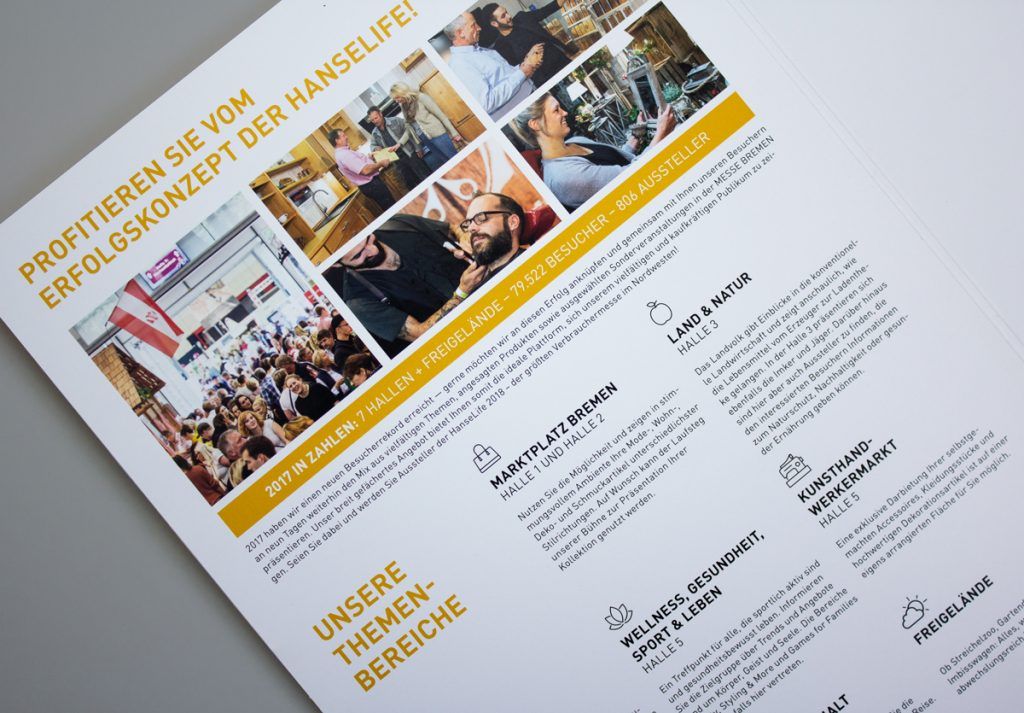 PROFITIEREN SIE VOM
ERFOLGSKONZEPT DER HANSELIFE!
2017 IN ZAHLEN: 7 HALLEN + FREIGELÄNDE – 79.522 BESUCHER – 806 AUSSTELLER
2017 haben wir einen neuen Besucherrekord erreicht — gerne möchten wir an diesen Erfolg anknüpfen und gemeinsam mit Ihnen unseren Besuchern
an neun Tagen weiterhin den Mix aus vielfältigen Themen, angesagten Produkten sowie ausgewählten Sonderveranstaltungen in der MESSE BREMEN
präsentieren. Unser breit gefächertes Angebot bietet Ihnen somit die ideale Plattform, sich unserem vielfältigen und kaufkräftigen Publikum zu zei-
gen. Seien Sie dabei und werden Sie Aussteller der HanseLife 2018 – der größten Verbrauchermesse im Nordwesten!
UNSERE
THEMEN-
BEREICHE
MARKTPLATZ BREMEN
HALLE 1 UND HALLE 2
Nutzen Sie die Möglichkeit und zeigen in stim-
mungsvollem Ambiente Ihre Mode-, Wohn-,
Deko- und Schmuckartikel unterschiedlichster
Stilrichtungen. Auf Wunsch kann der Laufsteg
unserer Bühne zur Präsentation Ihrer
Kollektion genutzt werden.
LAND & NATUR
HALLE 3
Das Landvolk gibt Einblicke in die konventionel-
le Landwirtschaft und zeigt anschaulich, wie
die Lebensmittel vom Erzeuger zur Ladenthe-
ke gelangen. in der Halle 3 präsentieren sich
ebenfalls die Imker und Jäger. Darüber hinaus
sind hier aber auch Aussteller zu finden, die
den interessierten Besuchern Informationen
zum Naturschutz, Nachhaltigkeit oder gesun-
der Ernährung geben können.
WELLNESS, GESUNDHEIT,
SPORT & LEBEN
HALLE 5
Ein Treffpunkt für alle, die sportlich aktiv sind
und gesundheitsbewusst leben. Informieren
Sie die Zielgruppe über Trends und Angebote
rund um Körper, Geist und Seele. Die Bereiche
Styling & More und Games for Families
falls hier vertreten.
KUNSTHAND-
WERKERMARKT
HALLE 5
Eine exklusive Darbietung Ihrer selbstge-
machten Accessoires, Kleidungsstücke und
hochwertigen Dekorationsartikel ist auf einer
eigens arrangierten Fläche für Sie möglich.
FREIGELÄNDE
Ob Streichelzoo, Garten
Imbisswagen: Alles, w
abwechslungsreich